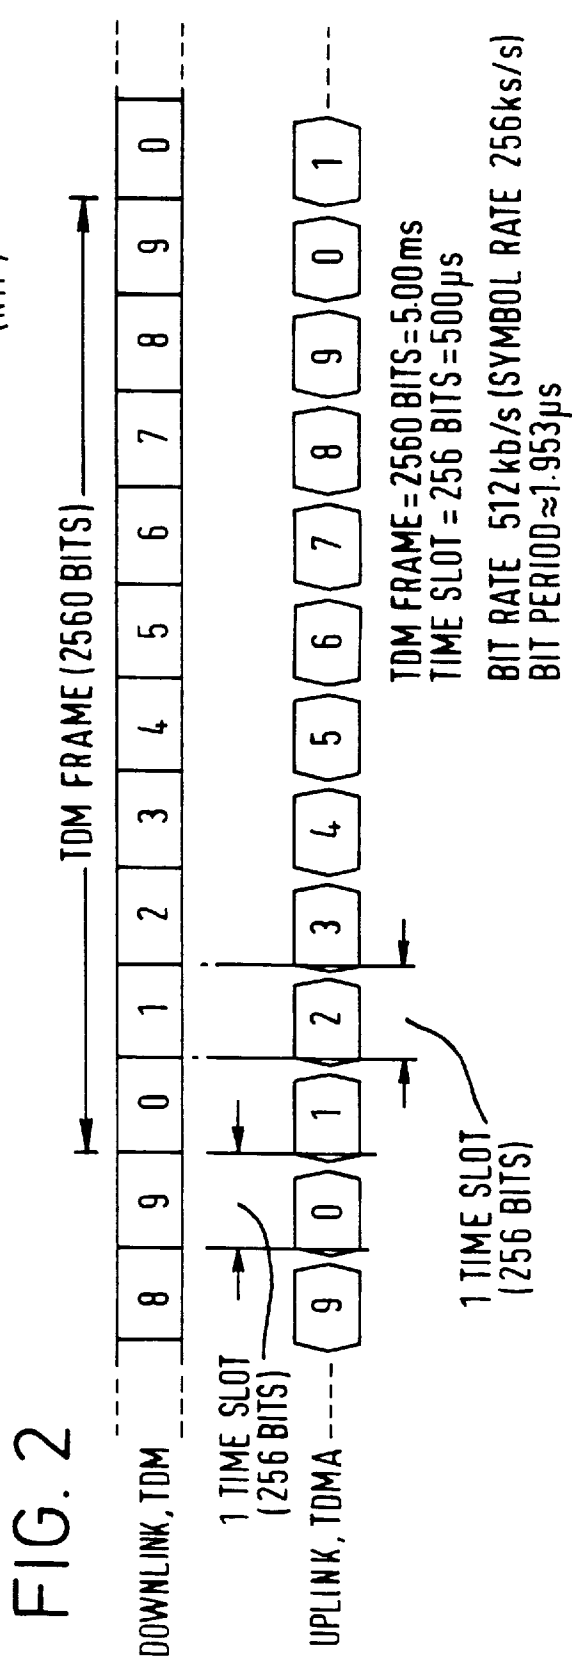 FIG. 2
TDM FRAME (2560 BITS)
DOWNLINK, TDM
8 9 0 1 2 3 4 5 6 7 8 9 0
1 TIME SLOT
(256 BITS)
UPLINK, TDMA
9 0 1 2 3 4 5 6 7 8 9 0 1
1 TIME SLOT
(256 BITS)
TDM FRAME = 2560 BITS = 5.00ms
TIME SLOT = 256 BITS = 500µs
BIT RATE 512kb/s (SYMBOL RATE 256ks/s)
BIT PERIOD ≈ 1.953µs